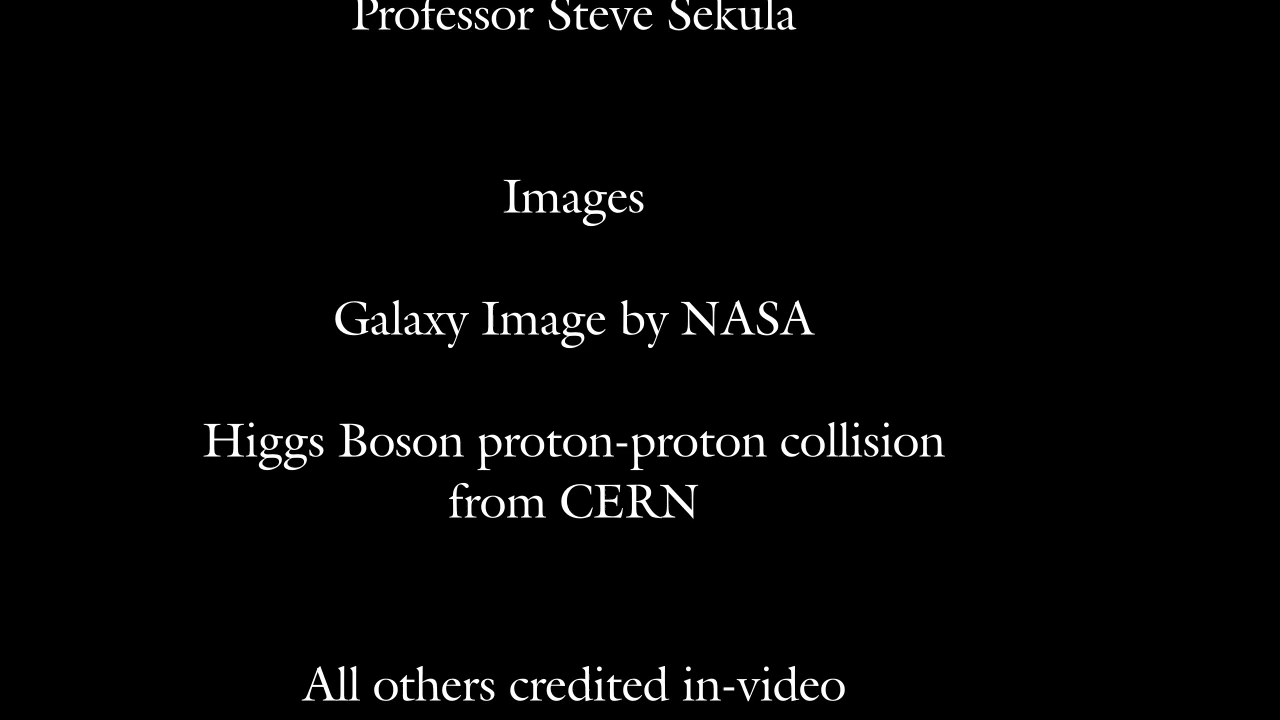 Professor Steve Sekula
Images
Galaxy Image by NASA
Higgs Boson proton-proton collision
from CERN
All others credited in-video